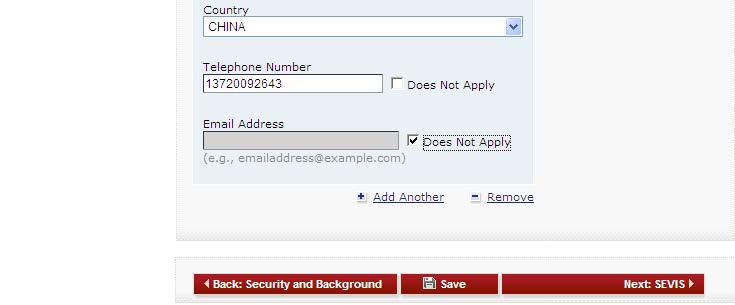 Country
CHINA
Telephone Number
13720092643 Does Not Apply
Email Address
Does Not Apply
(e.g., emailaddress@example.com)
Add Another Remove
Back: Security and Background Save Next: SEVIS